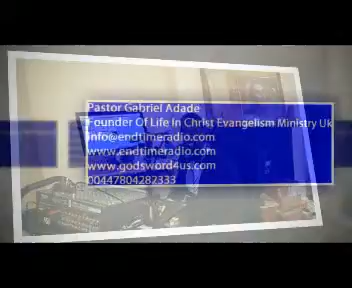 Pastor Gabriel Adade
Founder Of Life In Christ Evangelism Ministry Uk
info@endtimeradio.com
www.endtimeradio.com
www.godsword4us.com
00447804282333